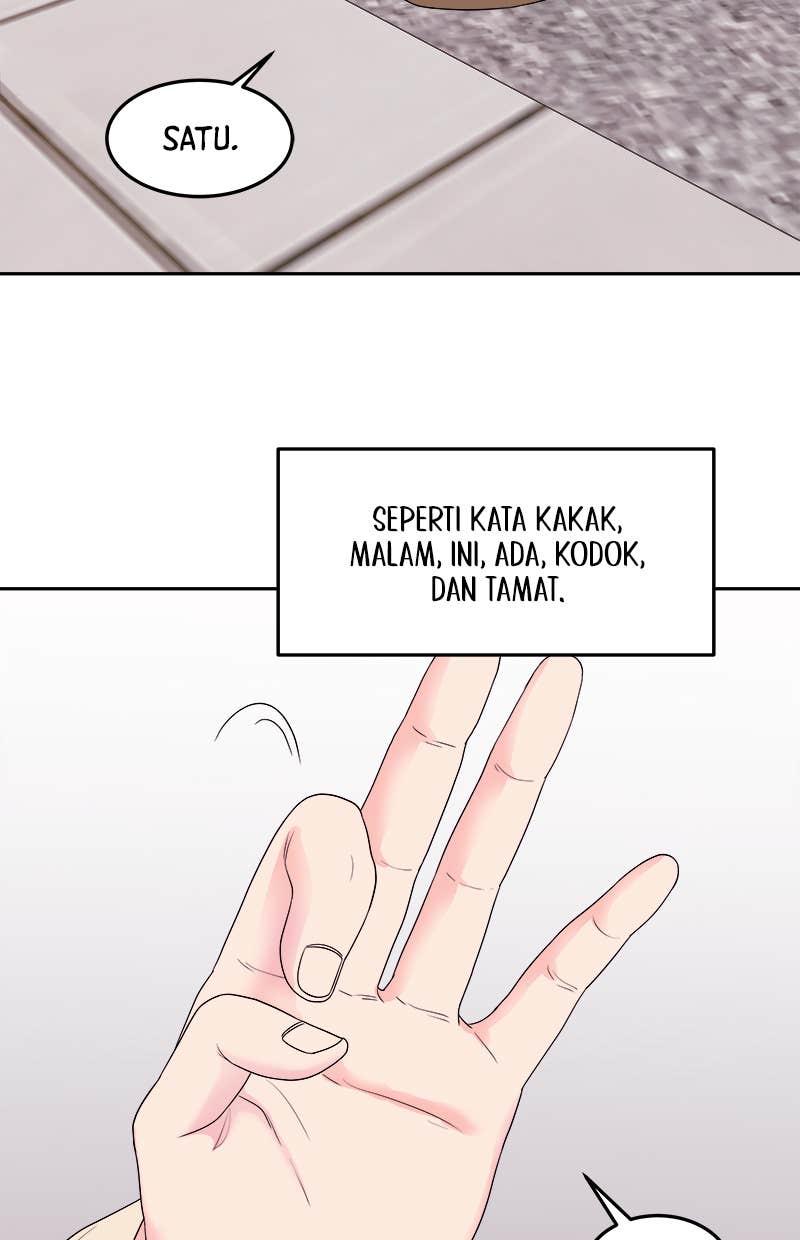 SATU.
SEPERTI KATA KAKAK,
MALAM, INI, ADA, KODOK,
DAN TAMAT.